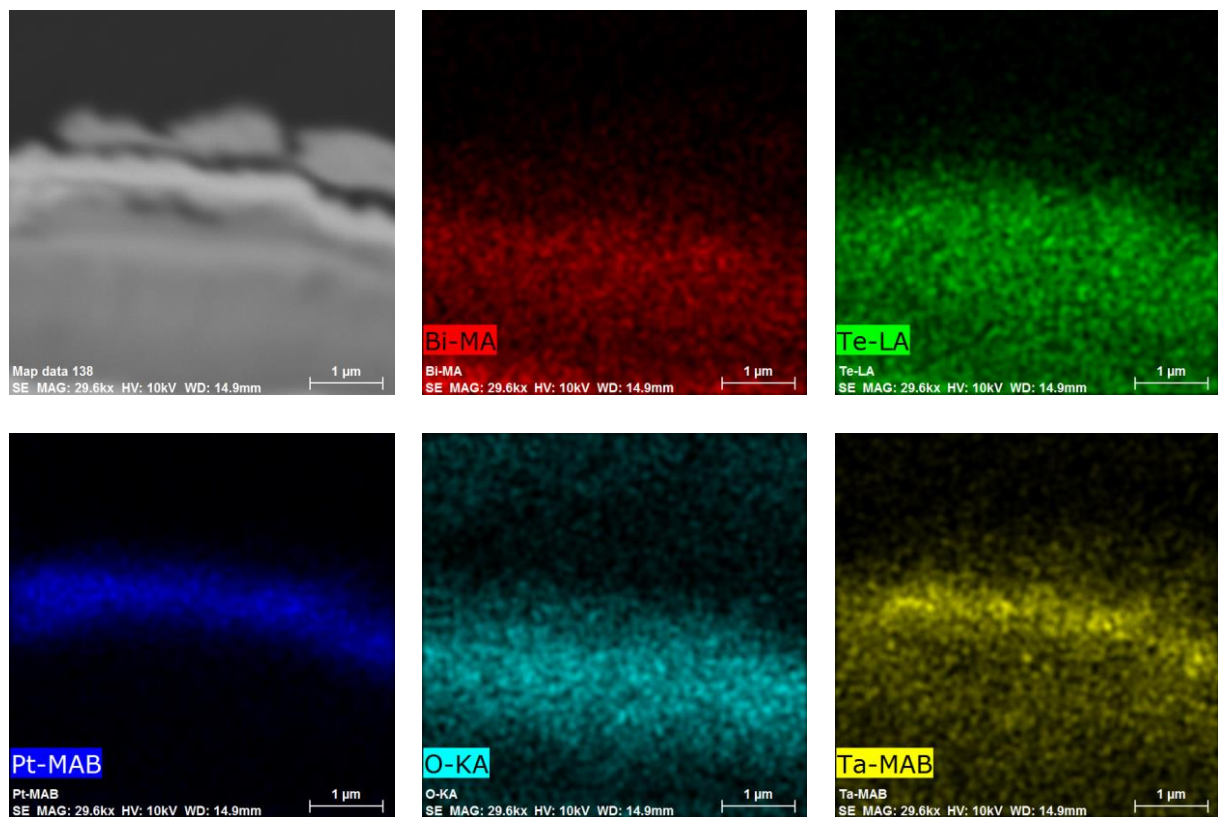 Map data 138
1 µm
SE MAG: 29.6kx HV: 10kV WD: 14.9mm
Bi-MA
Bi-MA
1 µm
SE MAG: 29.6kx HV: 10kV WD: 14.9mm
Te-LA
Te-LA
1 µm
SE MAG: 29.6kx HV: 10kV WD: 14.9mm
Pt-MAB
Pt-MAB
1 µm
SE MAG: 29.6kx HV: 10kV WD: 14.9mm
O-KA
O-KA
1 µm
SE MAG: 29.6kx HV: 10kV WD: 14.9mm
Ta-MAB
Ta-MAB
1 µm
SE MAG: 29.6kx HV: 10kV WD: 14.9mm